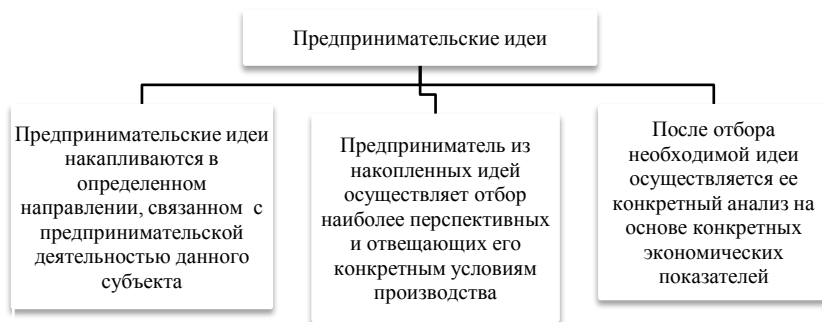 Предпринимательские идеи
Предпринимательские идеи
накапливаются в
определенном
направлении, связанном с
предпринимательской
деятельностью данного
субъекта
Предприниматель из
накопленных идей
осуществляет отбор
наиболее перспективных
и отвещающих его
конкретным условиям
производства
После отбора
необходимой идеи
осуществляется ее
конкретный анализ на
основе конкретных
экономических
показателей